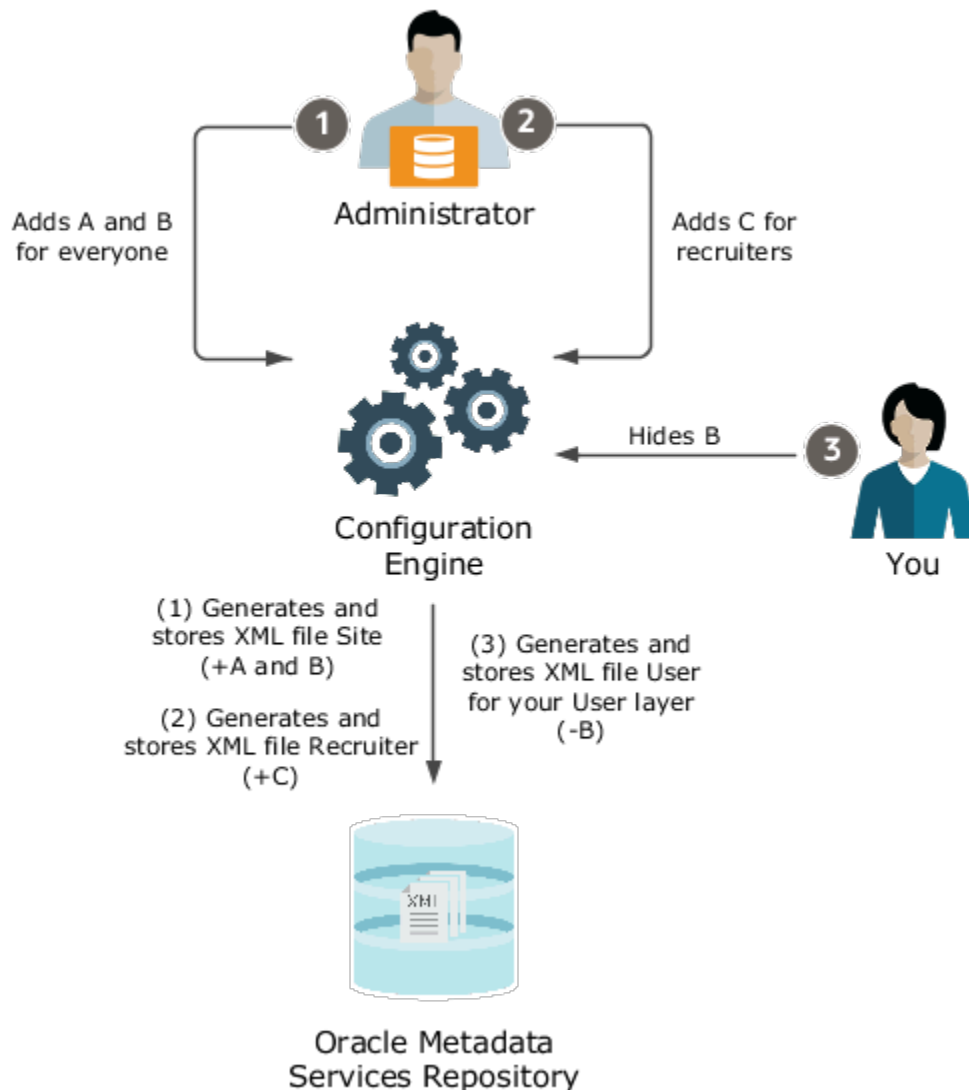 1
2
Administrator
Adds A and B
for everyone
Adds C for
recruiters
Hides B
3
You
Configuration
Engine
(1) Generates and
stores XML file Site
(+A and B)
(2) Generates and
stores XML file Recruiter
(+C)
(3) Generates and
stores XML file User
for your User layer
(-B)
XML
Oracle Metadata
Services Repository